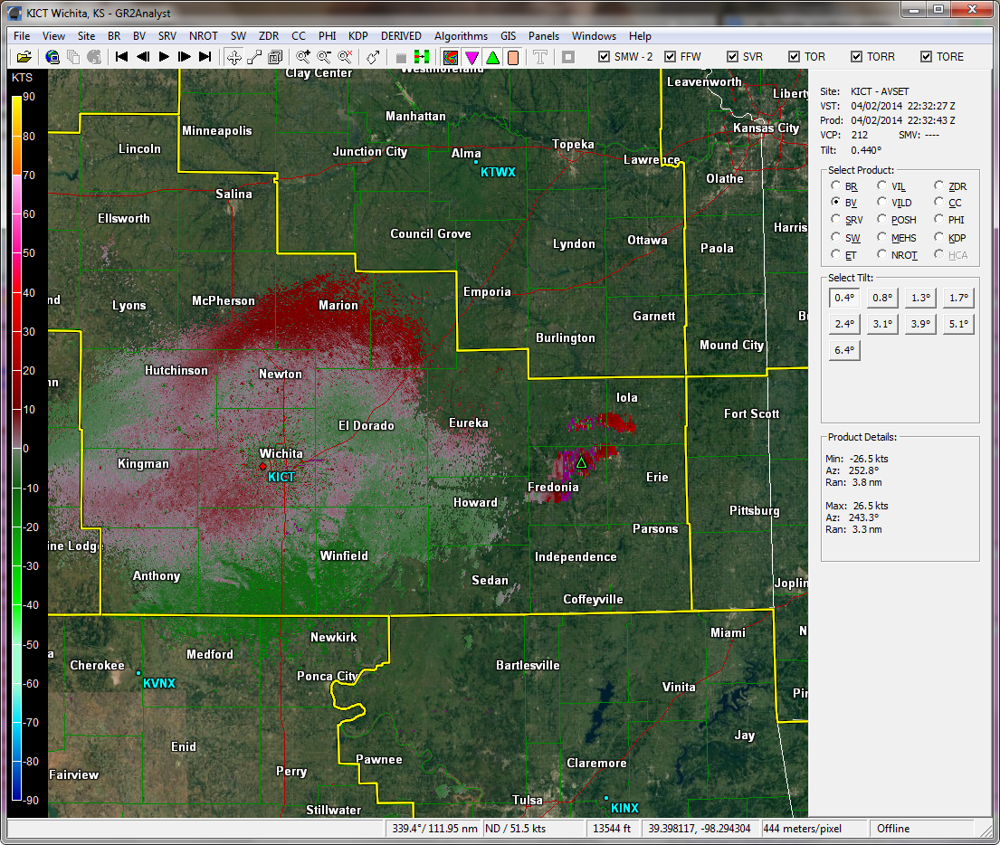 KICT Wichita, KS - GR2Analyst
File View Site BR BV SRV NROT SW ZDR CC PHI KDP DERIVED Algorithms GIS Panels Windows Help
SMW - 2 FFW SVR TOR TORR TORE
KTS
90
80
70
60
50
40
30
20
10
0
-10
-20
-30
-40
-50
-60
-70
-80
-90
Clay Center
Westmoreland
Leavenworth
Liberty
Manhattan
Minneapolis
Kansas City
Lincoln
Junction City
Alma
Topeka
Lawrence
KTWX
Olathe
Salina
Ellsworth
Council Grove
Harris
Lyndon
Ottawa
Paola
nd
Lyons
McPherson
Marion
Emporia
Garnett
Bu
Burlington
Mound City
Hutchinson
Newton
nn
Iola
El Dorado
Eureka
Fort Scott
Wichita
Kingman
KICT
Erie
Fredonia
Howard
Pittsburg
Parsons
ine Lodge
Winfield
Independence
Anthony
Sedan
Joplin
Coffeyville
Miami
N
Newkirk
a
Medford
Cherokee
Bartlesville
Ponca City
KVNX
Vinita
Pin
Jay
Enid
Pawnee
Claremore
Perry
Fairview
Tulsa
KINX
Stillwater
Site: KICT - AVSET
VST: 04/02/2014 22:32:27 Z
Prod: 04/02/2014 22:32:43 Z
VCP: 212 SMV: ----
Tilt: 0.440°
Select Product:
BR VIL ZDR
BV VILD CC
SRV POSH PHI
SW MEHS KDP
ET NROT HCA
Select Tilt:
0.4° 0.8° 1.3° 1.7°
2.4° 3.1° 3.9° 5.1°
6.4°
Product Details:
Min: -26.5 kts
Az: 252.8°
Ran: 3.8 nm
Max: 26.5 kts
Az: 243.3°
Ran: 3.3 nm
339.4°/ 111.95 nm ND / 51.5 kts 13544 ft 39.398117, -98.294304 444 meters/pixel Offline